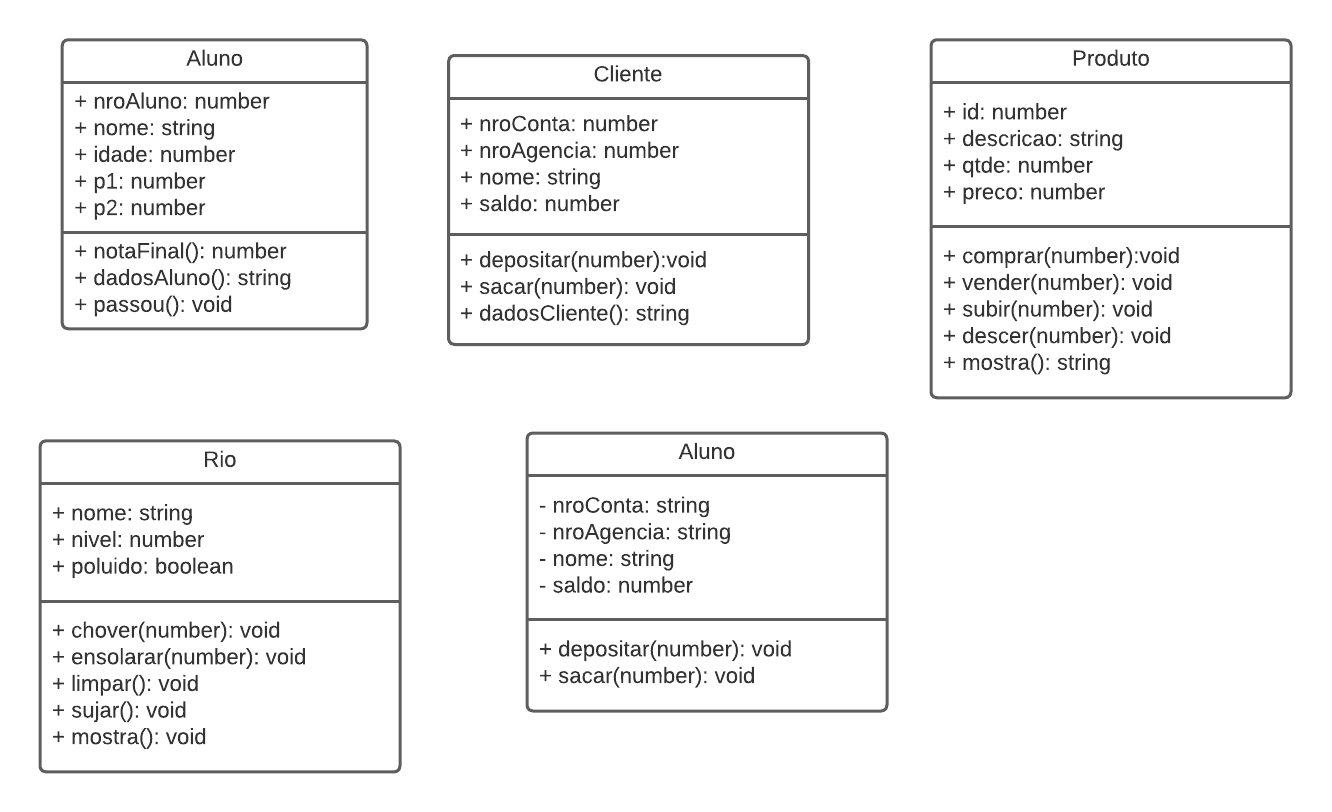 Aluno
+ nroAluno: number
+ nome: string
+ idade: number
+ p1: number
+ p2: number
+ notaFinal(): number
+ dadosAluno(): string
+ passou(): void
Cliente
+ nroConta: number
+ nroAgencia: number
+ nome: string
+ saldo: number
+ depositar(number):void
+ sacar(number): void
+ dadosCliente(): string
Produto
+ id: number
+ descricao: string
+ qtde: number
+ preco: number
+ comprar(number):void
+ vender(number): void
+ subir(number): void
+ descer(number): void
+ mostra(): string
Rio
+ nome: string
+ nivel: number
+ poluido: boolean
+ chover(number): void
+ ensolarar(number): void
+ limpar(): void
+ sujar(): void
+ mostra(): void
Aluno
- nroConta: string
- nroAgencia: string
- nome: string
- saldo: number
+ depositar(number): void
+ sacar(number): void